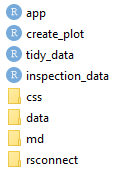 app
create_plot
tidy_data
inspection_data
css
data
md
rsconnect